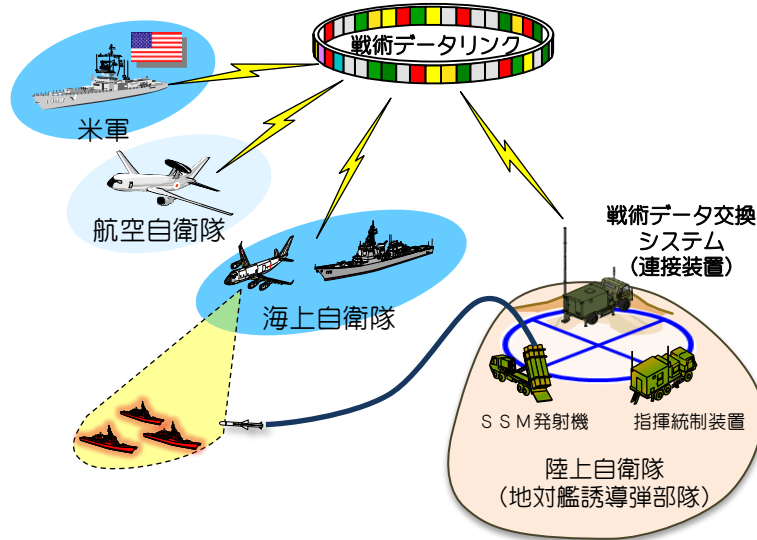 戦術データリンク
米軍
航空自衛隊
海上自衛隊
戦術データ交換
システム
（連接装置）
ＳＳＭ発射機
指揮統制装置
陸上自衛隊
（地対艦誘導弾部隊）